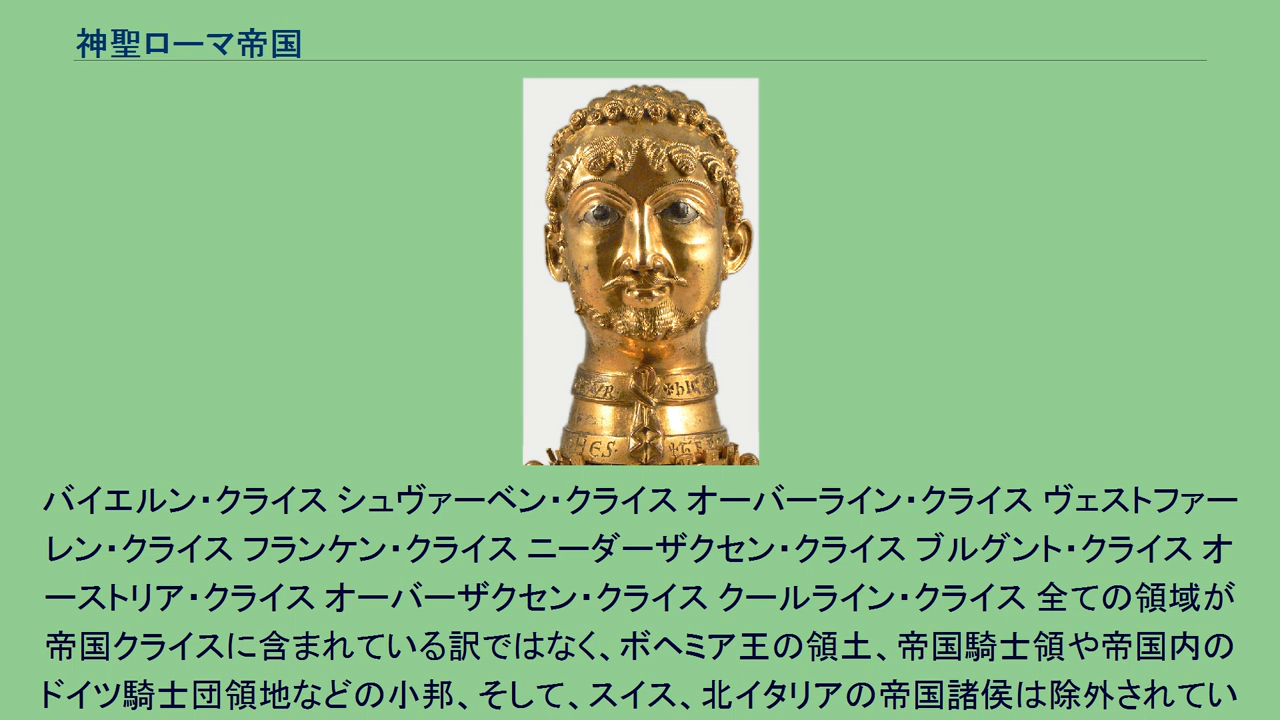 神聖ローマ帝国
バイエルン・クライス シュヴァーベン・クライス オーバーライン・クライス ヴェストファー
レン・クライス フランケン・クライス ニーダーザクセン・クライス ブルグント・クライス オ
ーストリア・クライス オーバーザクセン・クライス クールライン・クライス 全ての領域が
帝国クライスに含まれている訳ではなく、ボヘミア王の領土、帝国騎士領や帝国内の
ドイツ騎士団領地などの小邦、そして、スイス、北イタリアの帝国諸侯は除外されてい